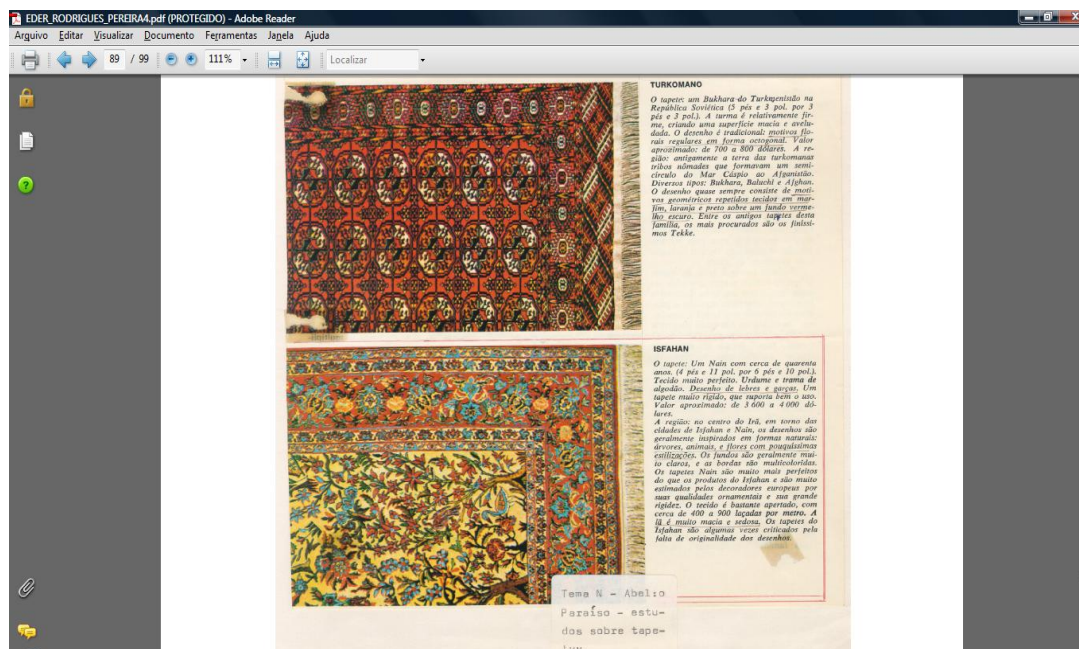 EDER_RODRIGUES_PEREIRA4.pdf (PROTEGIDO) - Adobe Reader
Arquivo Editar Visualizar Documento Ferramentas Janela Ajuda
89 / 99 111% Localizar
TURKOMANO
O tapete: um Bukhara do Turkmenistão na
República Soviética (5 pés e 3 pol. por 3
pés e 3 pol.). A turma é relativamente fir-
me, criando uma superfície macia e avelu-
dada. O desenho é tradicional: motivos flo-
rais regulares em forma octogonal. Valor
aproximado: de 700 a 800 dólares. A re-
gião: antigamente a terra das turkomanas
tribos nômades que formavam um semi-
círculo do Mar Cáspio ao Afganistão.
Diversos tipos: Bukhara, Baluchi e Afghan.
O desenho quase sempre consiste de moti-
vos geométricos repetidos tecidos em mar-
fim, laranja e preto sobre um fundo verme-
lho escuro. Entre os antigos tapetes desta
família, os mais procurados são os finíssi-
mos Tekke.
ISFAHAN
O tapete: Um Nain com cerca de quarenta
anos. (4 pés e 11 pol. por 6 pés e 10 pol.).
Tecido muito perfeito. Urdume e trama de
algodão. Desenho de lebres e garças. Um
tapete muito rígido, que suporta bem o uso.
Valor aproximado: de 3 600 a 4 000 dó-
lares.
A região: no centro do Irã, em torno das
cidades de Isfahan e Nain, os desenhos são
geralmente inspirados em formas naturais:
árvores, animais, e flores com pouquíssimas
estilizações. Os fundos são geralmente mui-
to claros, e as bordas são multicoloridas.
Os tapetes Nain são muito mais perfeitos
do que os produtos do Isfahan e são muito
estimados pelos decoradores europeus por
suas qualidades ornamentais e sua grande
rigidez. O tecido é bastante apertado, com
cerca de 400 a 900 laçadas por metro. A
lã é muito macia e sedosa. Os tapetes do
Isfahan são algumas vezes criticados pela
falta de originalidade dos desenhos.
Tema N - Abel:o
Paraíso - estu-
dos sobre tape-